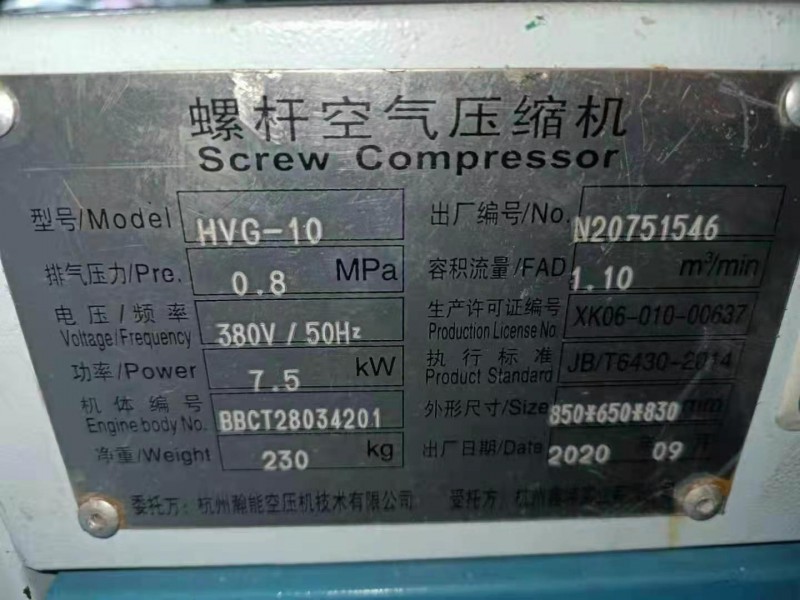 螺杆空气压缩机
Screw Compressor
型号/Model HVG-10 出厂编号/No. N20751546
排气压力/Pre. 0.8 MPa 容积流量/FAD 1.10 m³/min
电压/频率 Voltage/Frequency 380V/50Hz 生产许可证编号 Production License No. XK06-010-00637
功率/Power 7.5 kW 执行标准 Product Standard JB/T6430-2014
机体编号 Enginebody No. BBCT28034201 外形尺寸/Size 850*650*830 mm
净重/Weight 230 kg 出厂日期/Date 2020 年 09 月
委托方：杭州瀚能空压机技术有限公司 受托方：杭州